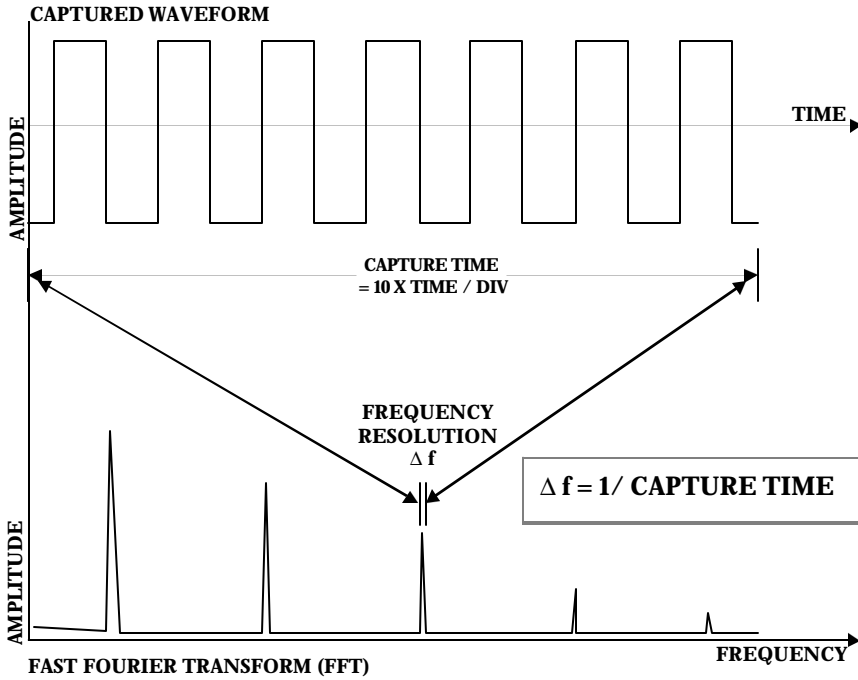 CAPTURED WAVEFORM
TIME
AMPLITUDE
CAPTURE TIME
= 10 X TIME / DIV
FREQUENCY
RESOLUTION
Δ f
Δ f = 1/ CAPTURE TIME
AMPLITUDE
FREQUENCY
FAST FOURIER TRANSFORM (FFT)